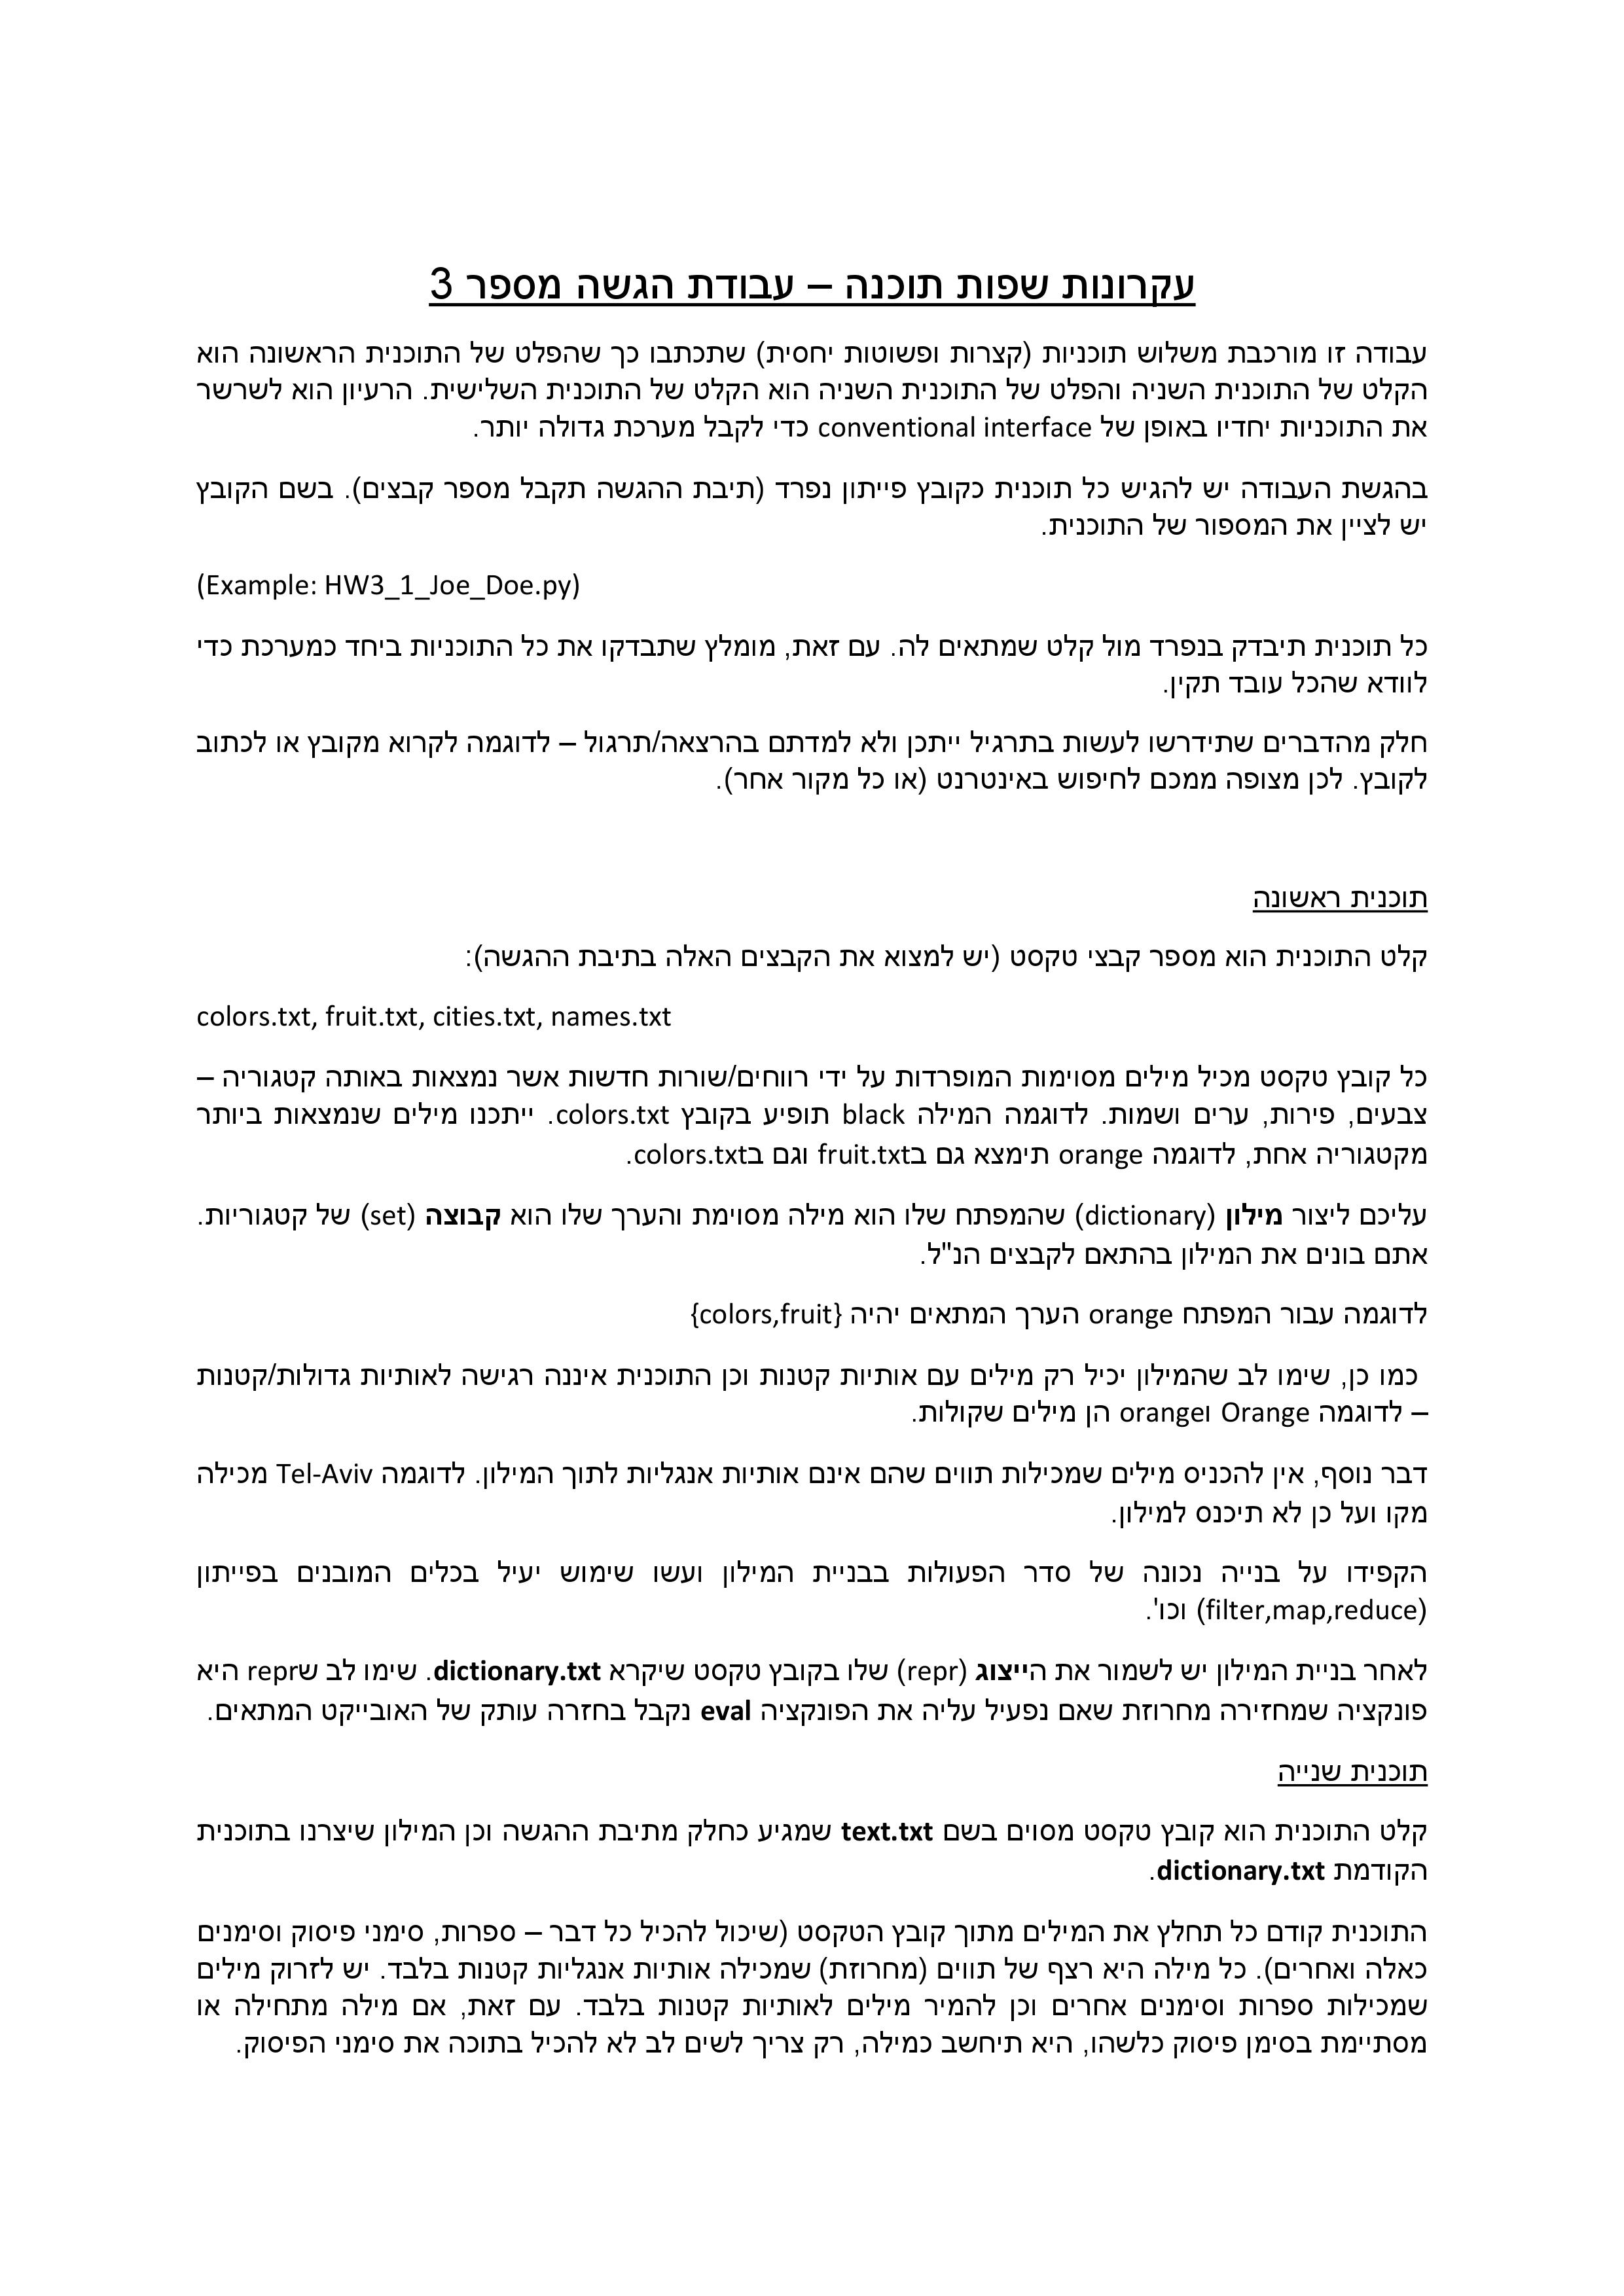 עקרונות שפות תוכנה – עבודת הגשה מספר 3
עבודה זו מורכבת משלוש תוכניות (קצרות ופשוטות יחסית) שתכתבו כך שהפלט של התוכנית הראשונה הוא
הקלט של התוכנית השניה והפלט של התוכנית השניה הוא הקלט של התוכנית השלישית. הרעיון הוא לשרשר
את התוכניות יחדיו באופן של conventional interface כדי לקבל מערכת גדולה יותר.
בהגשת העבודה יש להגיש כל תוכנית כקובץ פייתון נפרד (תיבת ההגשה תקבל מספר קבצים). בשם הקובץ
יש לציין את המספור של התוכנית.
(Example: HW3_1_Joe_Doe.py)
כל תוכנית תיבדק בנפרד מול קלט שמתאים לה. עם זאת, מומלץ שתבדקו את כל התוכניות ביחד כמערכת כדי
לוודא שהכל עובד תקין.
חלק מהדברים שתידרשו לעשות בתרגיל ייתכן ולא למדתם בהרצאה/תרגול – לדוגמה לקרוא מקובץ או לכתוב
לקובץ. לכן מצופה ממכם לחיפוש באינטרנט (או כל מקור אחר).
תוכנית ראשונה
קלט התוכנית הוא מספר קבצי טקסט (יש למצוא את הקבצים האלה בתיבת ההגשה):
colors.txt, fruit.txt, cities.txt, names.txt
כל קובץ טקסט מכיל מילים מסוימות המופרדות על ידי רווחים/שורות חדשות אשר נמצאות באותה קטגוריה –
צבעים, פירות, ערים ושמות. לדוגמה המילה black תופיע בקובץ colors.txt. ייתכנו מילים שנמצאות ביותר
מקטגוריה אחת, לדוגמה orange תימצא גם בfruit.txt וגם בcolors.txt.
עליכם ליצור מילון (dictionary) שהמפתח שלו הוא מילה מסוימת והערך שלו הוא קבוצה (set) של קטגוריות.
אתם בונים את המילון בהתאם לקבצים הנ"ל.
לדוגמה עבור המפתח orange הערך המתאים יהיה {colors,fruit}
כמו כן, שימו לב שהמילון יכיל רק מילים עם אותיות קטנות וכן התוכנית איננה רגישה לאותיות גדולות/קטנות
– לדוגמה Orange וorange הן מילים שקולות.
דבר נוסף, אין להכניס מילים שמכילות תווים שהם אינם אותיות אנגליות לתוך המילון. לדוגמה Tel-Aviv מכילה
מקו ועל כן לא תיכנס למילון.
הקפידו על בנייה נכונה של סדר הפעולות בבניית המילון ועשו שימוש יעיל בכלים המובנים בפייתון
(filter,map,reduce) וכו'.
לאחר בניית המילון יש לשמור את הייצוג (repr) שלו בקובץ טקסט שיקרא dictionary.txt. שימו לב שrepr היא
פונקציה שמחזירה מחרוזת שאם נפעיל עליה את הפונקציה eval נקבל בחזרה עותק של האובייקט המתאים.
תוכנית שנייה
קלט התוכנית הוא קובץ טקסט מסוים בשם text.txt שמגיע כחלק מתיבת ההגשה וכן המילון שיצרנו בתוכנית
הקודמת dictionary.txt.
התוכנית קודם כל תחלץ את המילים מתוך קובץ הטקסט (שיכול להכיל כל דבר – ספרות, סימני פיסוק וסימנים
כאלה ואחרים). כל מילה היא רצף של תווים (מחרוזת) שמכילה אותיות אנגליות קטנות בלבד. יש לזרוק מילים
שמכילות ספרות וסימנים אחרים וכן להמיר מילים לאותיות קטנות בלבד. עם זאת, אם מילה מתחילה או
מסתיימת בסימן פיסוק כלשהו, היא תיחשב כמילה, רק צריך לשים לב לא להכיל בתוכה את סימני הפיסוק.